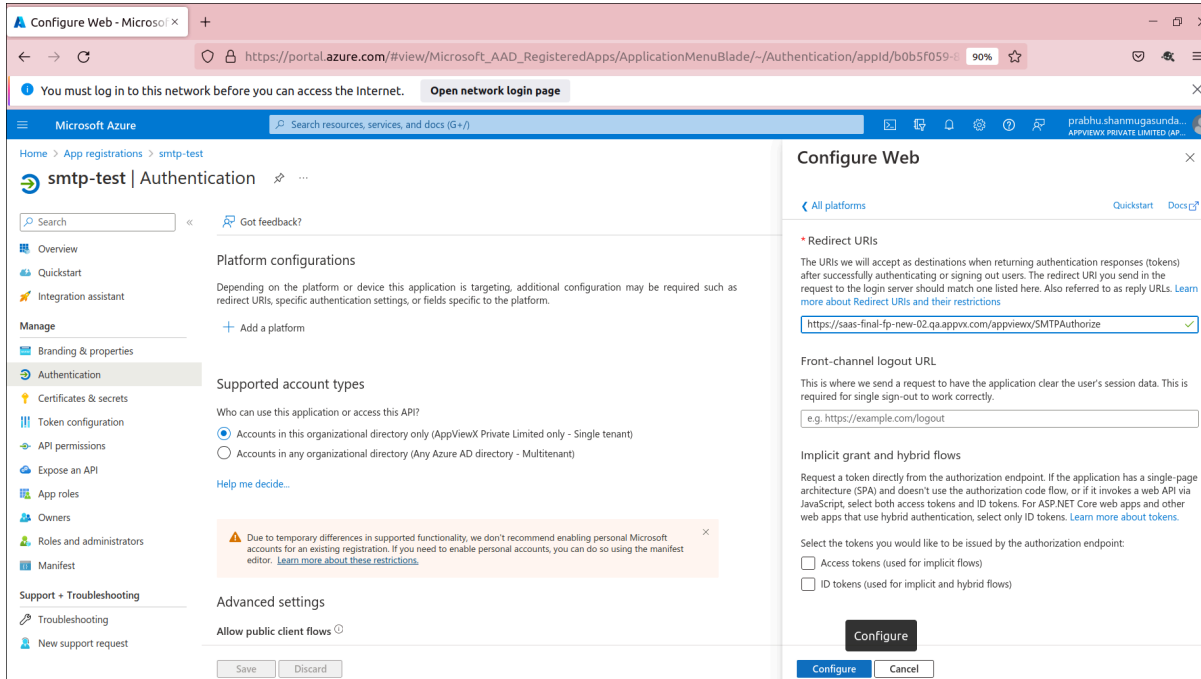 Configure Web - Microsof
https://portal.azure.com/#view/Microsoft_AAD_RegisteredApps/ApplicationMenuBlade/~/Authentication/appId/b0b5f059-
90%
You must log in to this network before you can access the Internet.
Open network login page
Microsoft Azure
Search resources, services, and docs (G+/)
prabhu.shanmugasunda...
APPVIEWX PRIVATE LIMITED (AP...
Home > App registrations > smtp-test
smtp-test | Authentication
Search
Overview
Quickstart
Integration assistant
Manage
Branding & properties
Authentication
Certificates & secrets
Token configuration
API permissions
Expose an API
App roles
Owners
Roles and administrators
Manifest
Support + Troubleshooting
Troubleshooting
New support request
Got feedback?
Platform configurations
Depending on the platform or device this application is targeting, additional configuration may be required such as
redirect URIs, specific authentication settings, or fields specific to the platform.
Add a platform
Supported account types
Who can use this application or access this API?
Accounts in this organizational directory only (AppViewX Private Limited only - Single tenant)
Accounts in any organizational directory (Any Azure AD directory - Multitenant)
Help me decide...
Due to temporary differences in supported functionality, we don't recommend enabling personal Microsoft
accounts for an existing registration. If you need to enable personal accounts, you can do so using the manifest
editor. Learn more about these restrictions.
Advanced settings
Allow public client flows
Save
Discard
Configure Web
All platforms
Quickstart
Docs
* Redirect URIs
The URIs we will accept as destinations when returning authentication responses (tokens)
after successfully authenticating or signing out users. The redirect URI you send in the
request to the login server should match one listed here. Also referred to as reply URLs. Learn
more about Redirect URIs and their restrictions
https://saas-final-fp-new-02.qa.appvx.com/appviewx/SMTPAuthorize
Front-channel logout URL
This is where we send a request to have the application clear the user's session data. This is
required for single sign-out to work correctly.
e.g. https://example.com/logout
Implicit grant and hybrid flows
Request a token directly from the authorization endpoint. If the application has a single-page
architecture (SPA) and doesn't use the authorization code flow, or if it invokes a web API via
JavaScript, select both access tokens and ID tokens. For ASP.NET Core web apps and other
web apps that use hybrid authentication, select only ID tokens. Learn more about tokens.
Select the tokens you would like to be issued by the authorization endpoint:
Access tokens (used for implicit flows)
ID tokens (used for implicit and hybrid flows)
Configure
Configure
Cancel